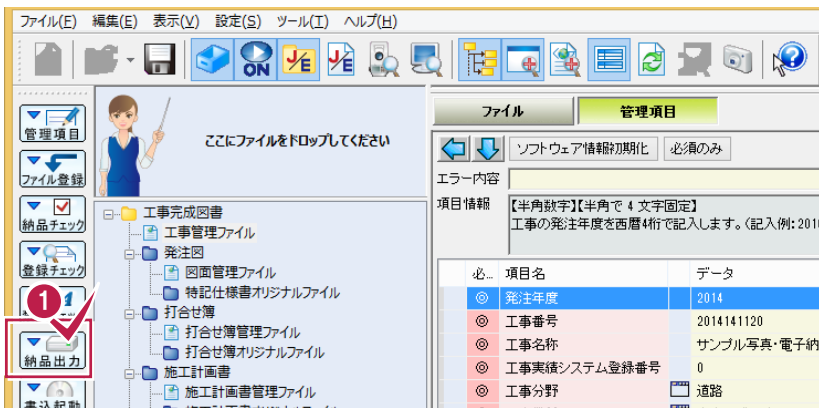 ファイル(F) 編集(E) 表示(V) 設定(S) ツール(T) ヘルプ(H)
ON
J/E
J/E
管理項目
ファイル登録
納品チェック
登録チェック
1
納品出力
書込起動
ここにファイルをドロップしてください
工事完成図書
工事管理ファイル
発注図
図面管理ファイル
特記仕様書オリジナルファイル
打合せ簿
打合せ簿管理ファイル
打合せ簿オリジナルファイル
施工計画書
施工計画書管理ファイル
ファイル 管理項目
ソフトウェア情報初期化 必須のみ
エラー内容
項目情報
【半角数字】【半角で 4 文字固定】
工事の発注年度を西暦4桁で記入します。(記入例:201
必... 項目名 データ
◎ 発注年度 2014
◎ 工事番号 2014141120
◎ 工事名称 サンプル写真・電子納
◎ 工事実績システム登録番号 0
◎ 工事分野 道路